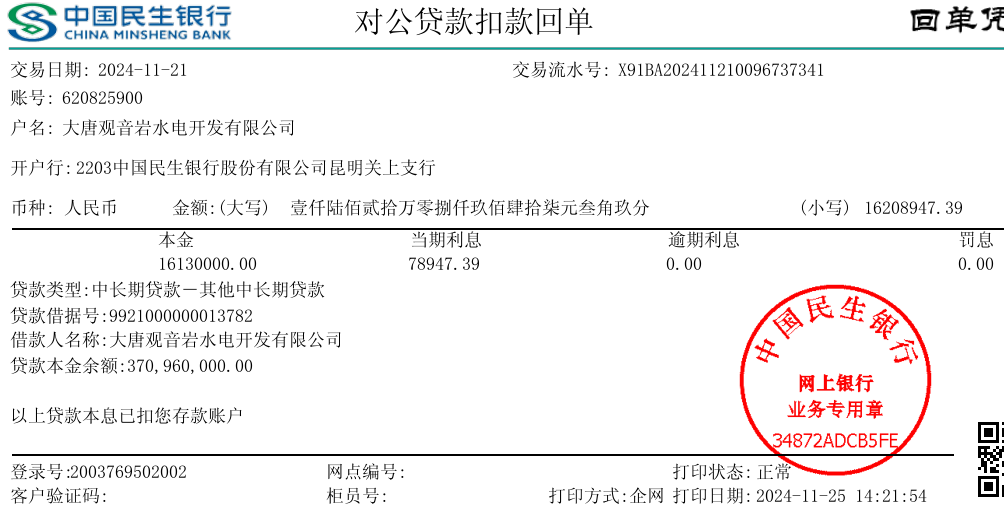 中国民生银行 对公贷款扣款回单 回单凭
CHINA MINSHENG BANK
交易日期: 2024-11-21 交易流水号: X91BA202411210096737341
账号: 620825900
户名: 大唐观音岩水电开发有限公司
开户行: 2203中国民生银行股份有限公司昆明关上支行
币种: 人民币 金额:(大写) 壹仟陆佰贰拾万零捌仟玖佰肆拾柒元叁角玖分 (小写) 16208947.39
本金 当期利息 逾期利息 罚息
16130000.00 78947.39 0.00 0.00
贷款类型:中长期贷款－其他中长期贷款
贷款借据号:9921000000013782
借款人名称:大唐观音岩水电开发有限公司
贷款本金余额:370,960,000.00
中国民生银行
网上银行
业务专用章
34872ADCB5FE
以上贷款本息已扣您存款账户
登录号:2003769502002 网点编号: 打印状态: 正常
客户验证码: 柜员号: 打印方式:企网 打印日期: 2024-11-25 14:21:54